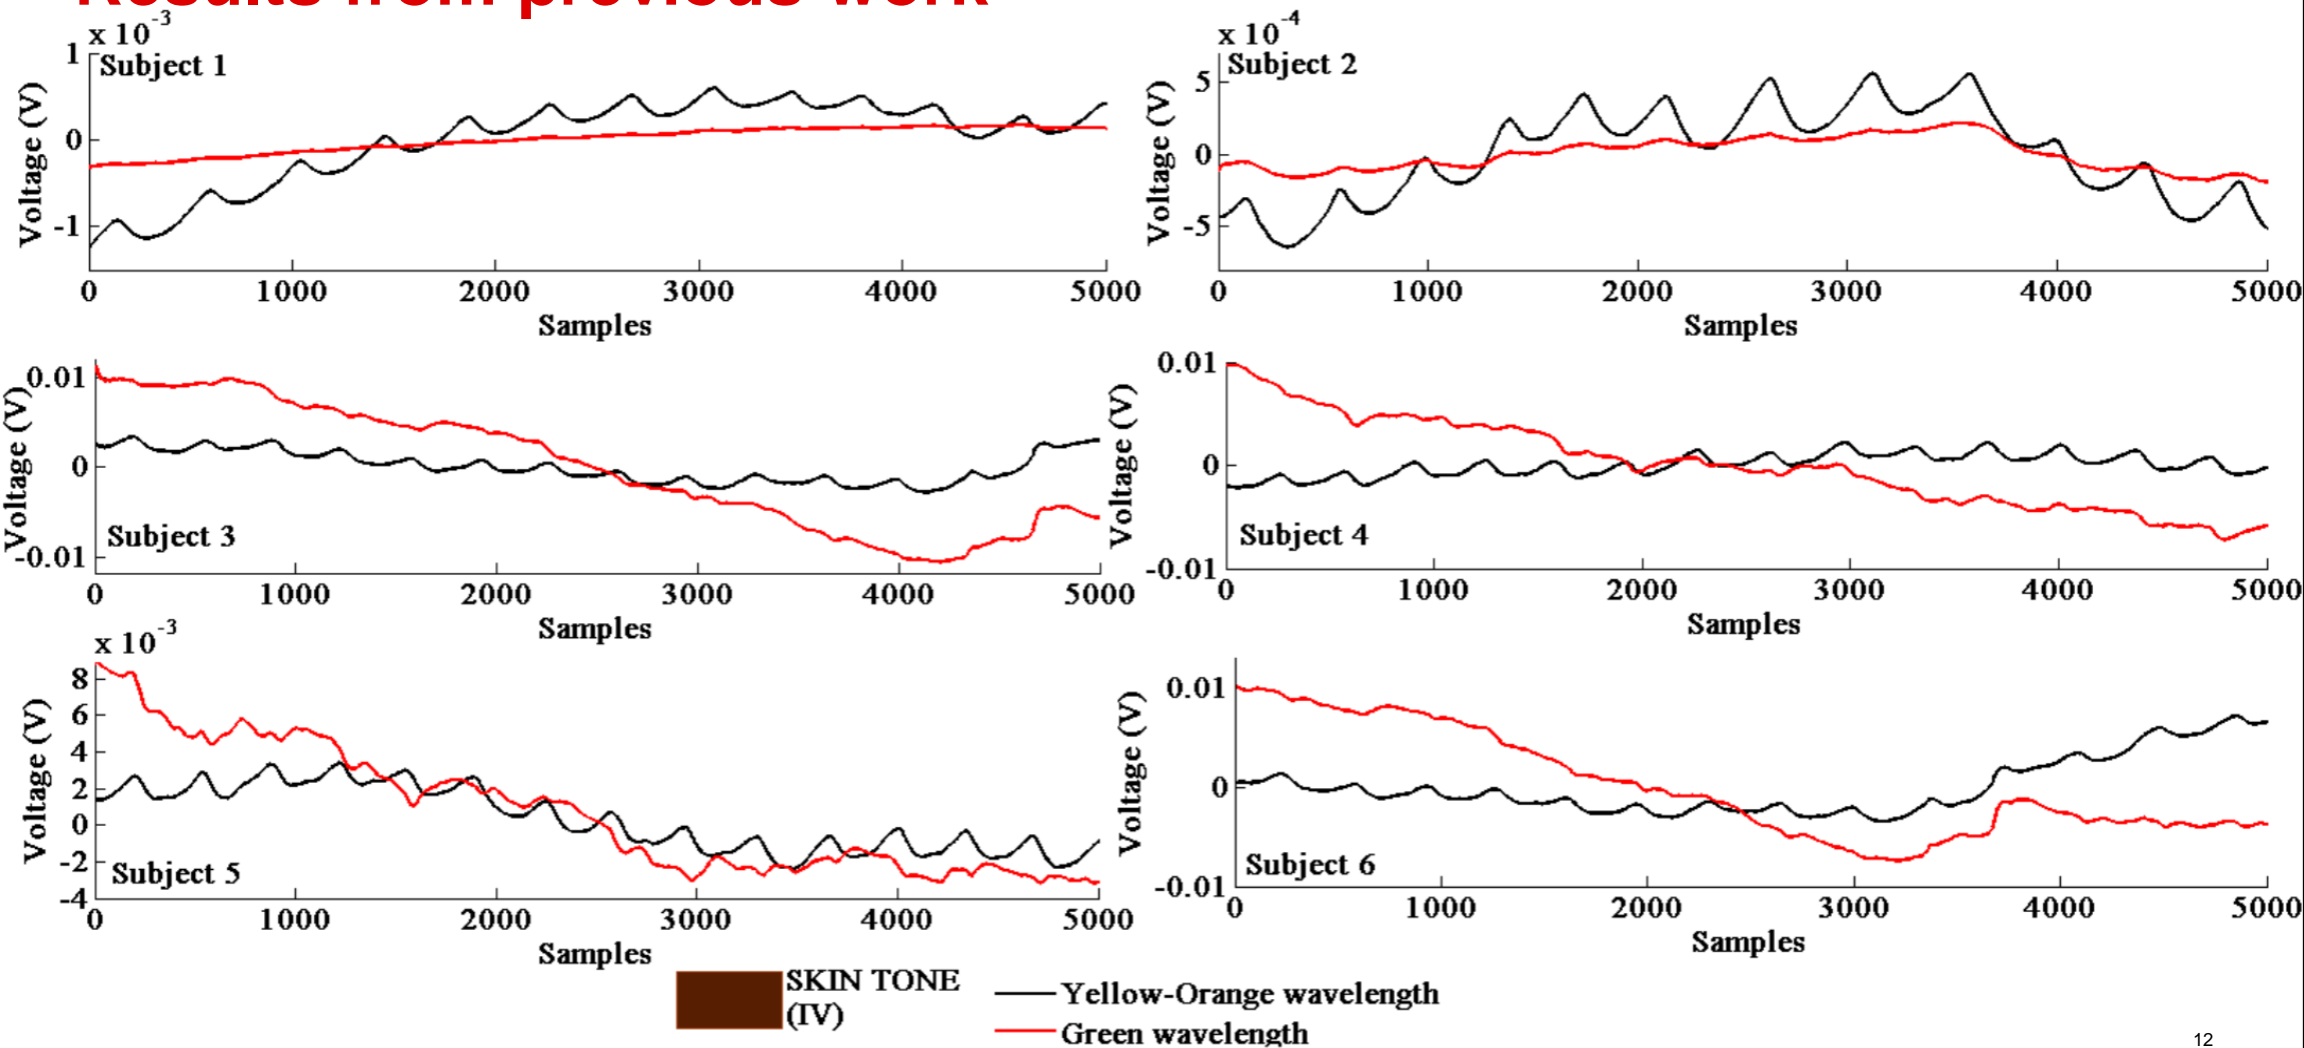 Results from previous work
x 10-3
1
0
-1
Voltage (V)
Subject 1
0 1000 2000 3000 4000 5000
Samples
x 10-4
5
0
-5
Voltage (V)
Subject 2
0 1000 2000 3000 4000 5000
Samples
0.01
0
-0.01
Voltage (V)
Subject 3
0 1000 2000 3000 4000 5000
Samples
0.01
0
-0.01
Voltage (V)
Subject 4
0 1000 2000 3000 4000 5000
Samples
x 10-3
8
6
4
2
0
-2
-4
Voltage (V)
Subject 5
0 1000 2000 3000 4000 5000
Samples
0.01
0
-0.01
Voltage (V)
Subject 6
0 1000 2000 3000 4000 5000
Samples
SKIN TONE
(IV)
Yellow-Orange wavelength
Green wavelength
12